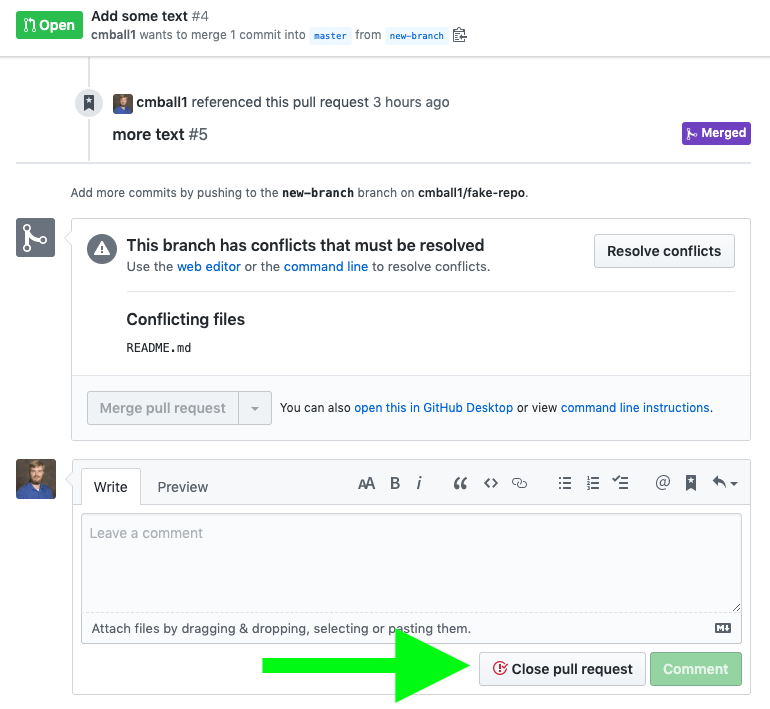 Open
Add some text #4
cmball1 wants to merge 1 commit into master from new-branch
cmball1 referenced this pull request 3 hours ago
more text #5
Merged
Add more commits by pushing to the new-branch branch on cmball1/fake-repo.
This branch has conflicts that must be resolved
Use the web editor or the command line to resolve conflicts.
Resolve conflicts
Conflicting files
README.md
Merge pull request
You can also open this in GitHub Desktop or view command line instructions.
Write
Preview
AA B i
@
Leave a comment
Attach files by dragging & dropping, selecting or pasting them.
M
Close pull request
Comment